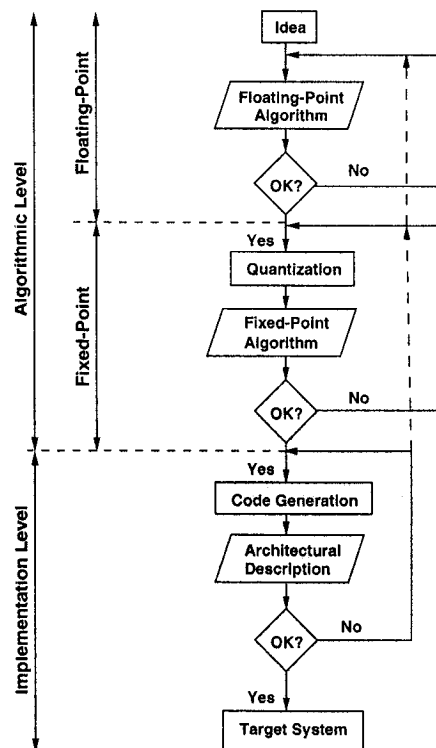 Idea
Floating-Point
Algorithm
OK?
No
Yes
Quantization
Fixed-Point
Algorithm
OK?
No
Yes
Code Generation
Architectural
Description
OK?
No
Yes
Target System
Algorithmic Level
Floating-Point
Fixed-Point
Implementation Level